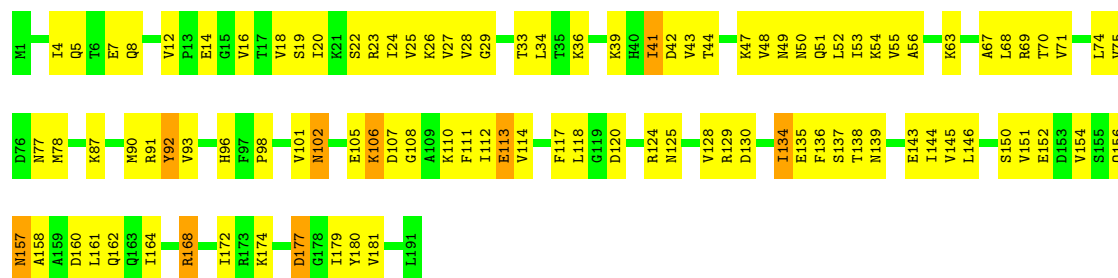 M1 I4 Q5 T6 E7 Q8 V12 P13 E14 G15 V16 T17 V18 S19 I20 K21 S22 R23 I24 V25 K26 V27 V28 G29 T33 L34 T35 K36 K39 H40 I41 D42 V43 T44 K47 V48 N49 N50 Q51 L52 I53 K54 V55 A56 K63 A67 L68 R69 T70 V71 L74 V75
D76 N77 M78 K87 M90 R91 Y92 V93 H96 F97 P98 V101 N102 E105 K106 D107 G108 A109 K110 F111 I112 E113 V114 F117 L118 G119 D120 R124 N125 V128 R129 D130 I134 E135 F136 S137 T138 N139 E143 I144 V145 L146 S150 V151 E152 D153 V154 S155 Q156
N157 A158 A159 D160 L161 Q162 Q163 I164 R168 I172 R173 K174 D177 G178 I179 Y180 V181 L191